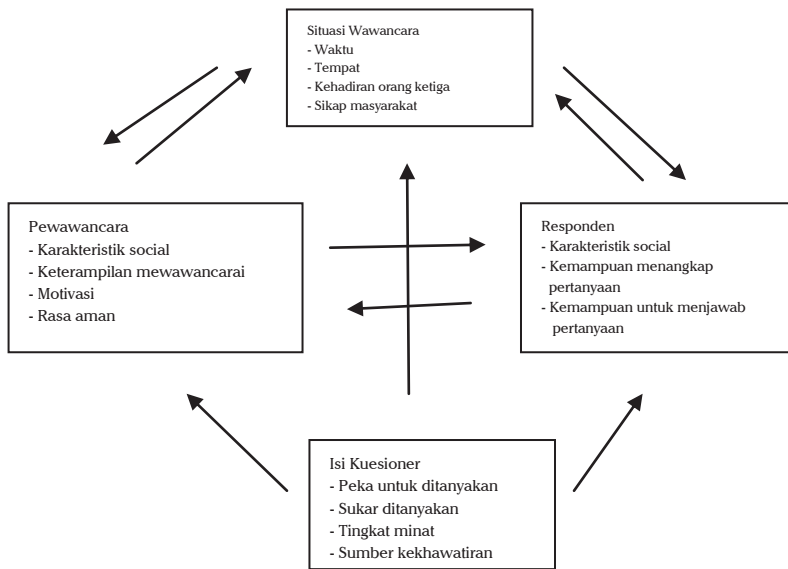 Situasi Wawancara
- Waktu
- Tempat
- Kehadiran orang ketiga
- Sikap masyarakat
Pewawancara
- Karakteristik social
- Keterampilan mewawancarai
- Motivasi
- Rasa aman
Responden
- Karakteristik social
- Kemampuan menangkap
pertanyaan
- Kemampuan untuk menjawab
pertanyaan
Isi Kuesioner
- Peka untuk ditanyakan
- Sukar ditanyakan
- Tingkat minat
- Sumber kekhawatiran